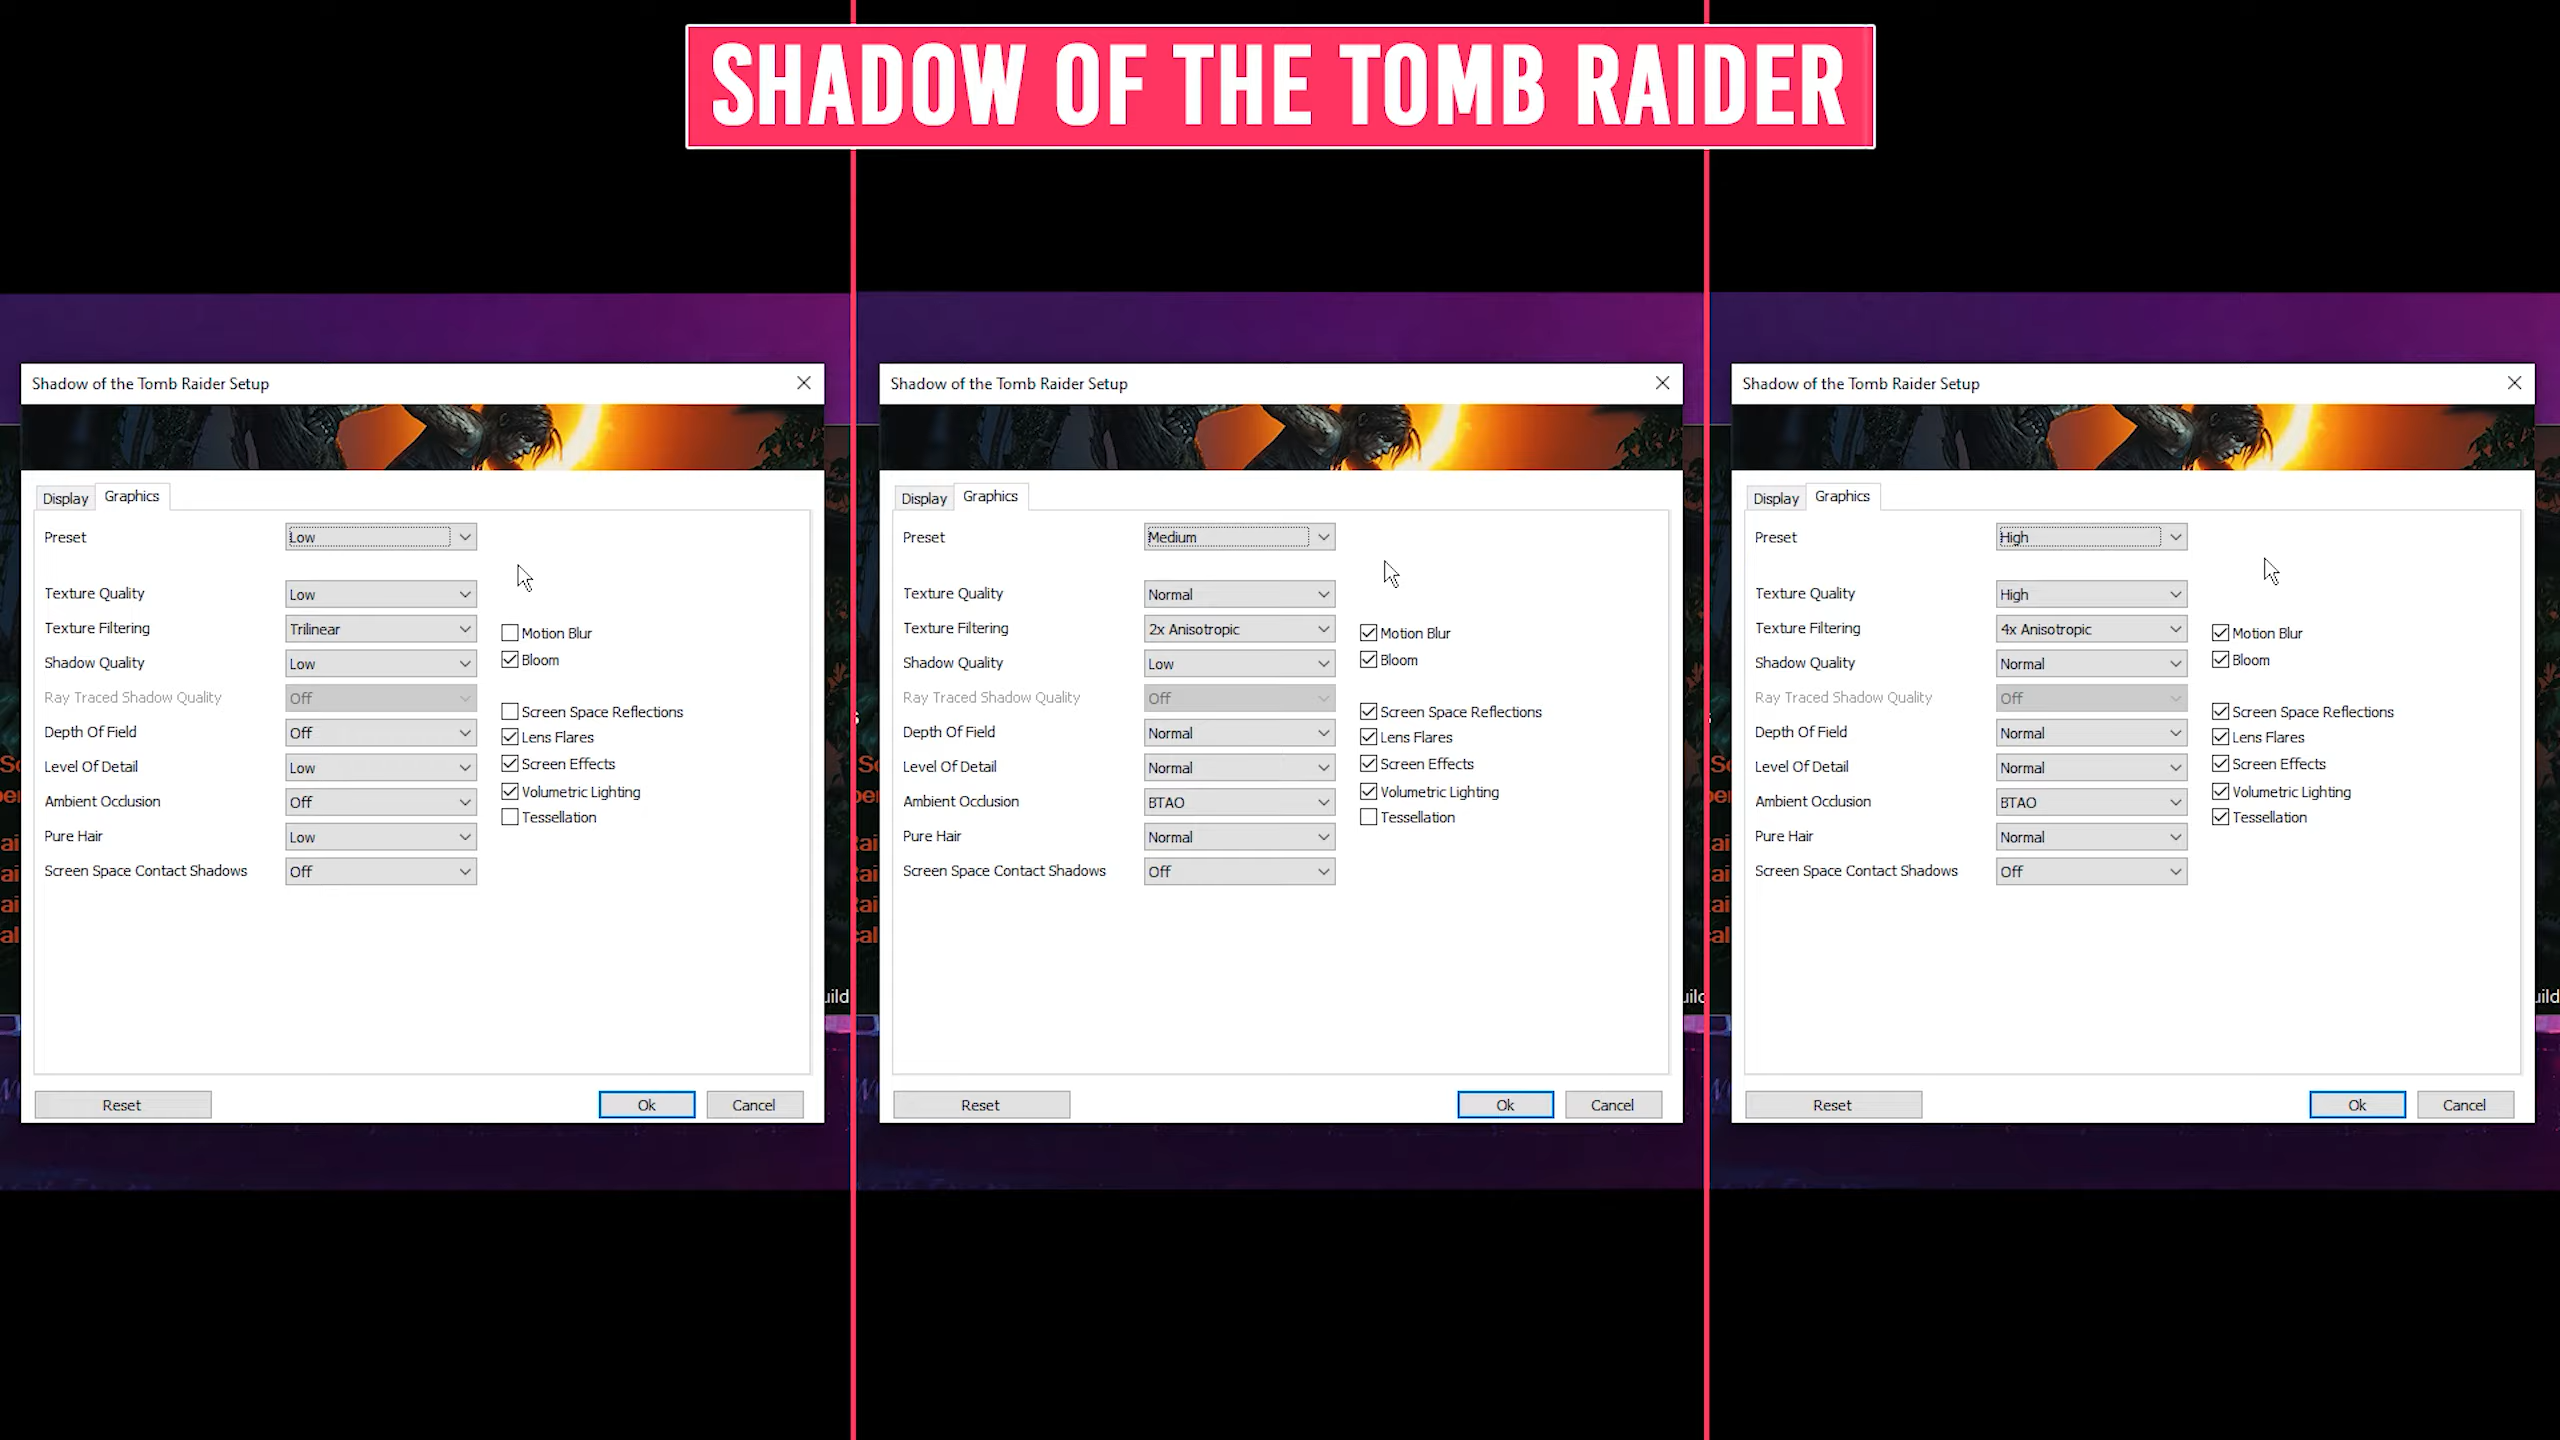 SHADOW OF THE TOMB RAIDER
Shadow of the Tomb Raider Setup
Display Graphics
Preset Low
Texture Quality Low
Texture Filtering Trilinear
Motion Blur
Shadow Quality Low
Bloom
Ray Traced Shadow Quality Off
Screen Space Reflections
Depth Of Field Off
Lens Flares
Level Of Detail Low
Screen Effects
Ambient Occlusion Off
Volumetric Lighting
Tessellation
Pure Hair Low
Screen Space Contact Shadows Off
Reset Ok Cancel
Shadow of the Tomb Raider Setup
Display Graphics
Preset Medium
Texture Quality Normal
Texture Filtering 2x Anisotropic
Motion Blur
Shadow Quality Low
Bloom
Ray Traced Shadow Quality Off
Screen Space Reflections
Depth Of Field Normal
Lens Flares
Level Of Detail Normal
Screen Effects
Ambient Occlusion BTAO
Volumetric Lighting
Tessellation
Pure Hair Normal
Screen Space Contact Shadows Off
Reset Ok Cancel
Shadow of the Tomb Raider Setup
Display Graphics
Preset High
Texture Quality High
Texture Filtering 4x Anisotropic
Motion Blur
Shadow Quality Normal
Bloom
Ray Traced Shadow Quality Off
Screen Space Reflections
Depth Of Field Normal
Lens Flares
Level Of Detail Normal
Screen Effects
Ambient Occlusion BTAO
Volumetric Lighting
Tessellation
Pure Hair Normal
Screen Space Contact Shadows Off
Reset Ok Cancel